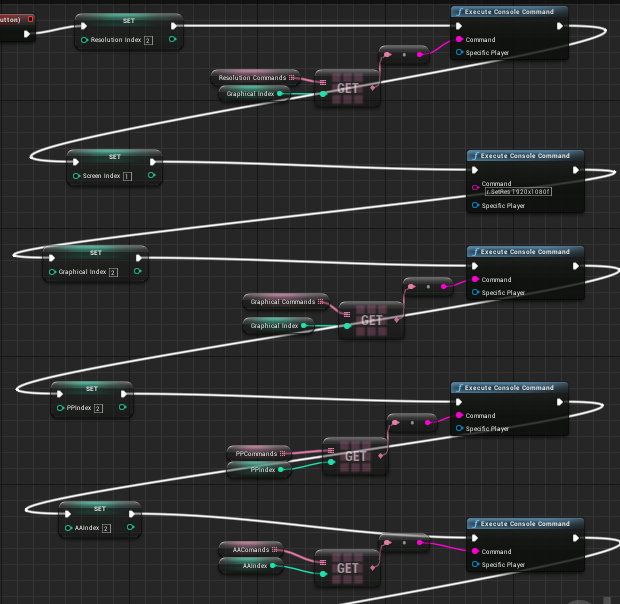 utton)
SET
Resolution Index 2
Execute Console Command
Command
Specific Player
Resolution Commands
Graphical Index
GET
SET
Screen Index 1
Execute Console Command
Command
r.SetRes 1920x1080f
Specific Player
SET
Graphical Index 2
Execute Console Command
Command
Specific Player
Graphical Commands
Graphical Index
GET
SET
PPIndex 2
Execute Console Command
Command
Specific Player
PPCommands
PPIndex
GET
SET
AAIndex 2
Execute Console Command
Command
Specific Player
AAComands
AAIndex
GET